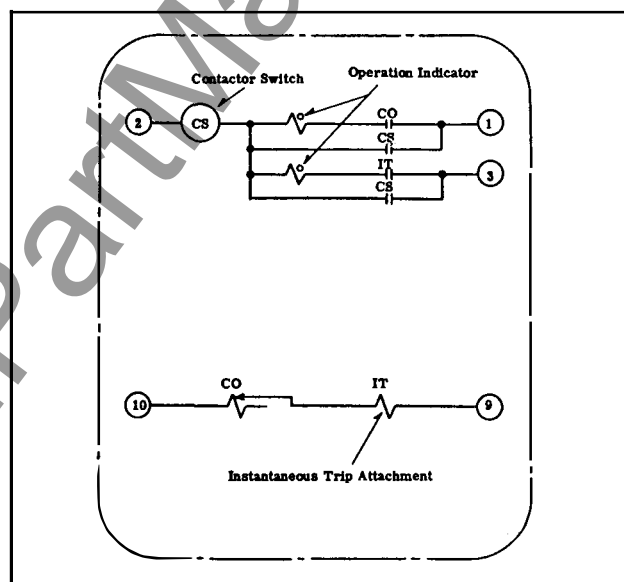 Contactor Switch
Operation Indicator
2
CS
CO
1
CS
IT
3
CS
CO
IT
10
9
Instantaneous Trip Attachment